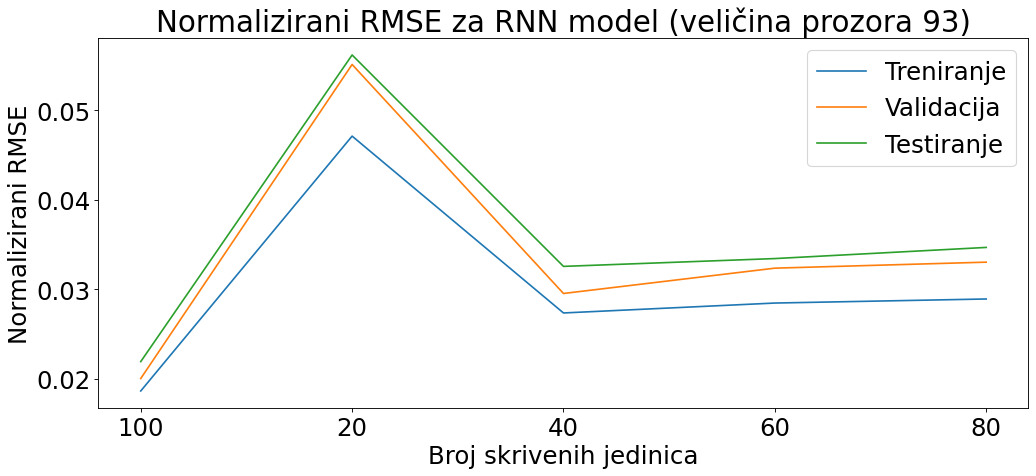 Normalizirani RMSE za RNN model (veličina prozora 93)
Treniranje
Validacija
Testiranje
Normalizirani RMSE
0.05
0.04
0.03
0.02
100 20 40 60 80
Broj skrivenih jedinica